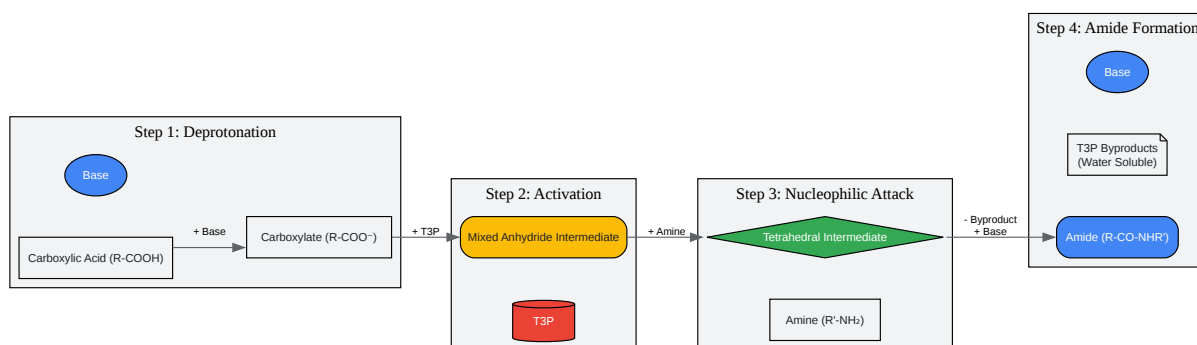 Step 1: Deprotonation
Base
Carboxylic Acid (R-COOH)
+ Base
Carboxylate (R-COO⁻)
+ T3P
Step 2: Activation
Mixed Anhydride Intermediate
T3P
+ Amine
Step 3: Nucleophilic Attack
Tetrahedral Intermediate
Amine (R'-NH₂)
- Byproduct
+ Base
Step 4: Amide Formation
Base
T3P Byproducts
(Water Soluble)
Amide (R-CO-NHR')